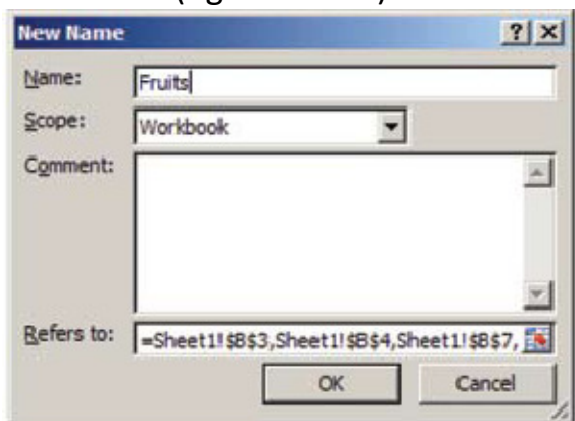 New Name
Name: Fruits
Scope: Workbook
Comment:
Refers to: =Sheet1!$B$3,Sheet1!$B$4,Sheet1!$B$7,
OK Cancel